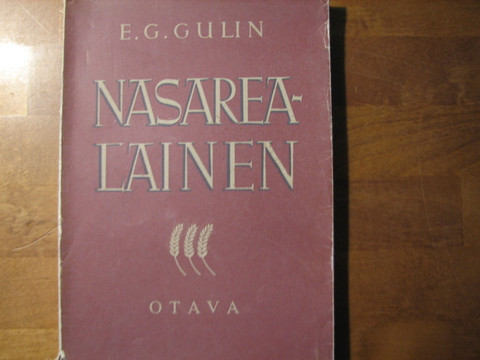 E. G. GULIN
NASAREA-
LAINEN
OTAVA